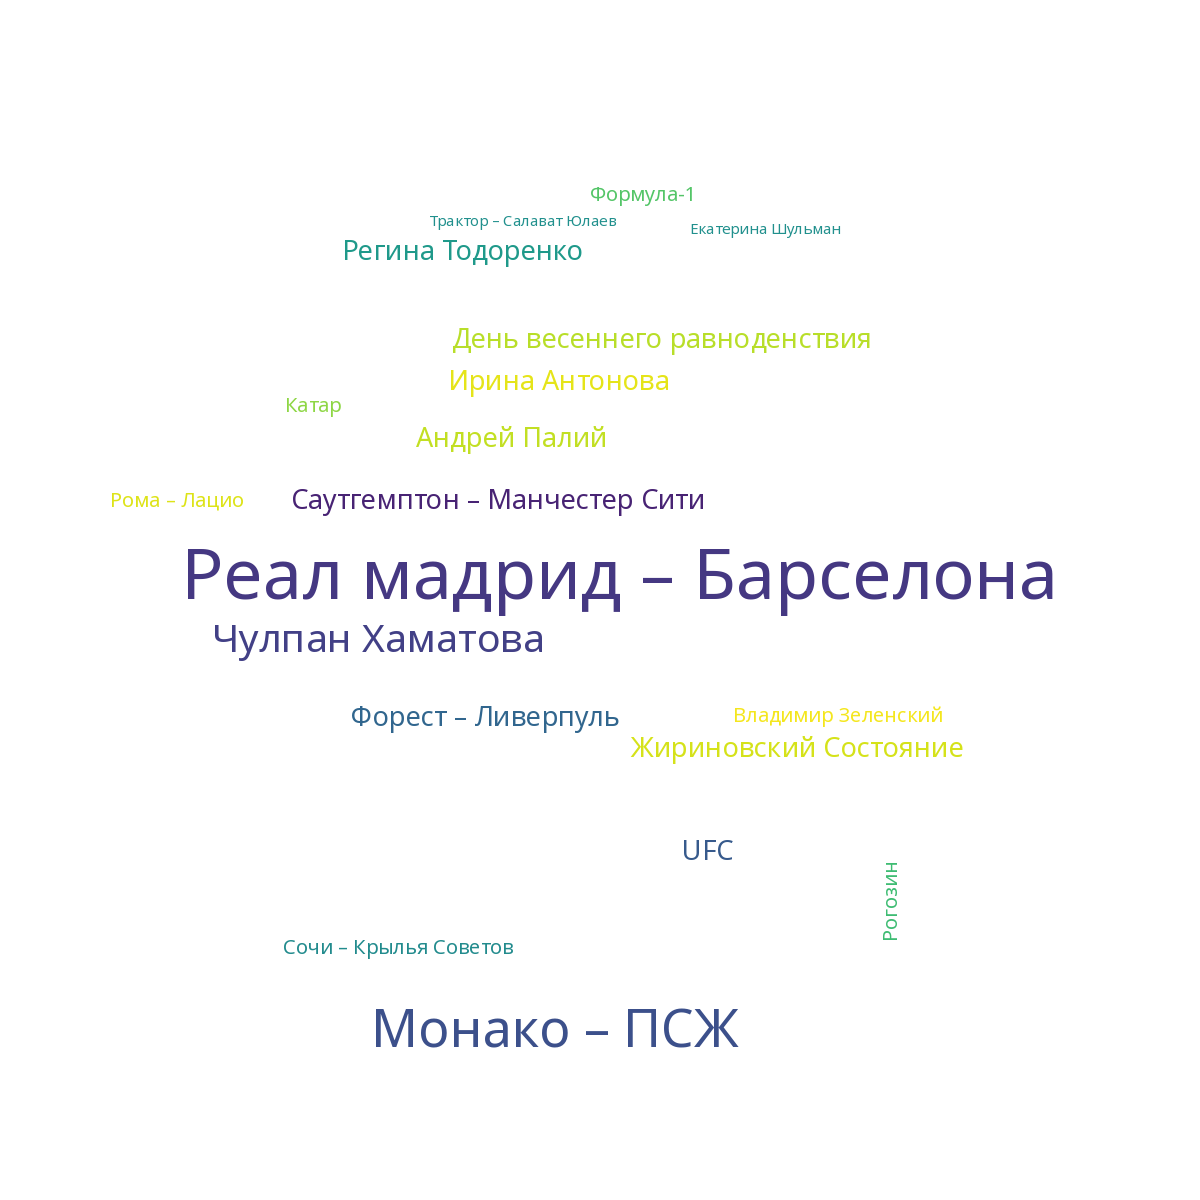 Формула-1
Трактор – Салават Юлаев
Екатерина Шульман
Регина Тодоренко
День весеннего равноденствия
Ирина Антонова
Катар
Андрей Палий
Рома – Лацио
Саутгемптон – Манчестер Сити
Реал мадрид – Барселона
Чулпан Хаматова
Форест – Ливерпуль
Владимир Зеленский
Жириновский Состояние
UFC
Рогозин
Сочи – Крылья Советов
Монако – ПСЖ